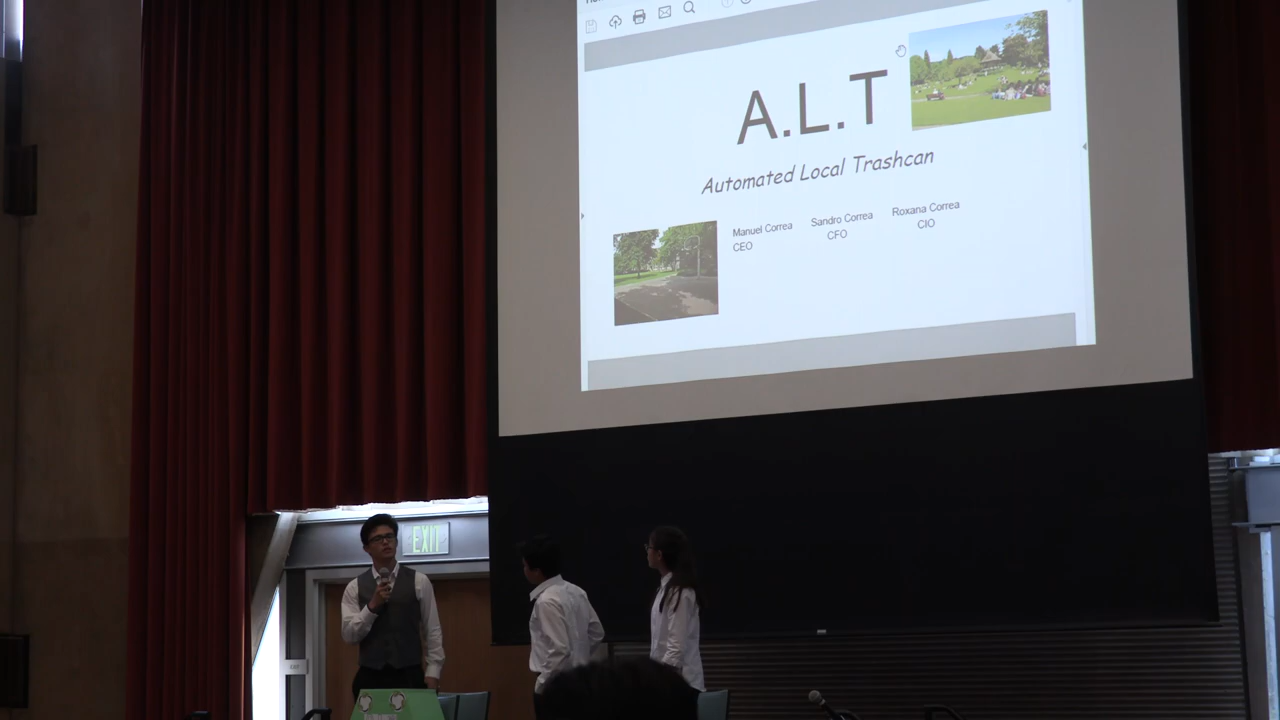 A.L.T
Automated Local Trashcan
Manuel Correa
CEO
Sandro Correa
CFO
Roxana Correa
CIO
EXIT